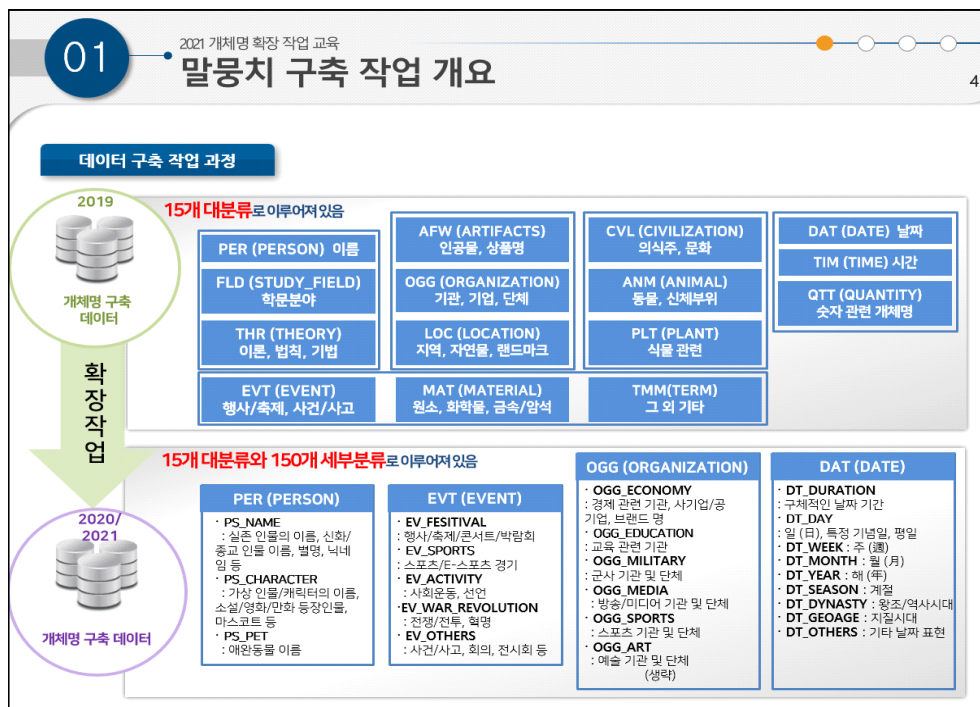 01
2021 개체명 확장 작업 교육
말뭉치 구축 작업 개요
4
데이터 구축 작업 과정
2019
개체명 구축
데이터
15개 대분류로 이루어져 있음
PER (PERSON) 이름
FLD (STUDY_FIELD)
학문분야
THR (THEORY)
이론, 법칙, 기법
AFW (ARTIFACTS)
인공물, 상품명
OGG (ORGANIZATION)
기관, 기업, 단체
LOC (LOCATION)
지역, 자연물, 랜드마크
CVL (CIVILIZATION)
의식주, 문화
ANM (ANIMAL)
동물, 신체부위
PLT (PLANT)
식물 관련
DAT (DATE) 날짜
TIM (TIME) 시간
QTT (QUANTITY)
숫자 관련 개체명
EVT (EVENT)
행사/축제, 사건/사고
MAT (MATERIAL)
원소, 화학물, 금속/암석
TMM(TERM)
그 외 기타
확
장
작
업
2020/
2021
개체명 구축 데이터
15개 대분류와 150개 세부분류로 이루어져 있음
PER (PERSON)
· PS_NAME
: 실존 인물의 이름, 신화/
종교 인물 이름, 별명, 닉네
임 등
· PS_CHARACTER
: 가상 인물/캐릭터의 이름,
소설/영화/만화 등장인물,
마스코트 등
· PS_PET
: 애완동물 이름
EVT (EVENT)
· EV_FESITIVAL
: 행사/축제/콘서트/박람회
· EV_SPORTS
: 스포츠/E-스포츠 경기
· EV_ACTIVITY
: 사회운동, 선언
·EV_WAR_REVOLUTION
: 전쟁/전투, 혁명
· EV_OTHERS
: 사건/사고, 회의, 전시회 등
OGG (ORGANIZATION)
· OGG_ECONOMY
: 경제 관련 기관, 사기업/공
기업, 브랜드 명
· OGG_EDUCATION
: 교육 관련 기관
· OGG_MILITARY
: 군사 기관 및 단체
· OGG_MEDIA
: 방송/미디어 기관 및 단체
· OGG_SPORTS
: 스포츠 기관 및 단체
· OGG_ART
: 예술 기관 및 단체
(생략)
DAT (DATE)
· DT_DURATION
: 구체적인 날짜 기간
· DT_DAY
: 일 (日), 특정 기념일, 평일
· DT_WEEK : 주 (週)
· DT_MONTH : 월 (月)
· DT_YEAR : 해 (年)
· DT_SEASON : 계절
· DT_DYNASTY : 왕조/역사시대
· DT_GEOAGE : 지질시대
· DT_OTHERS : 기타 날짜 표현